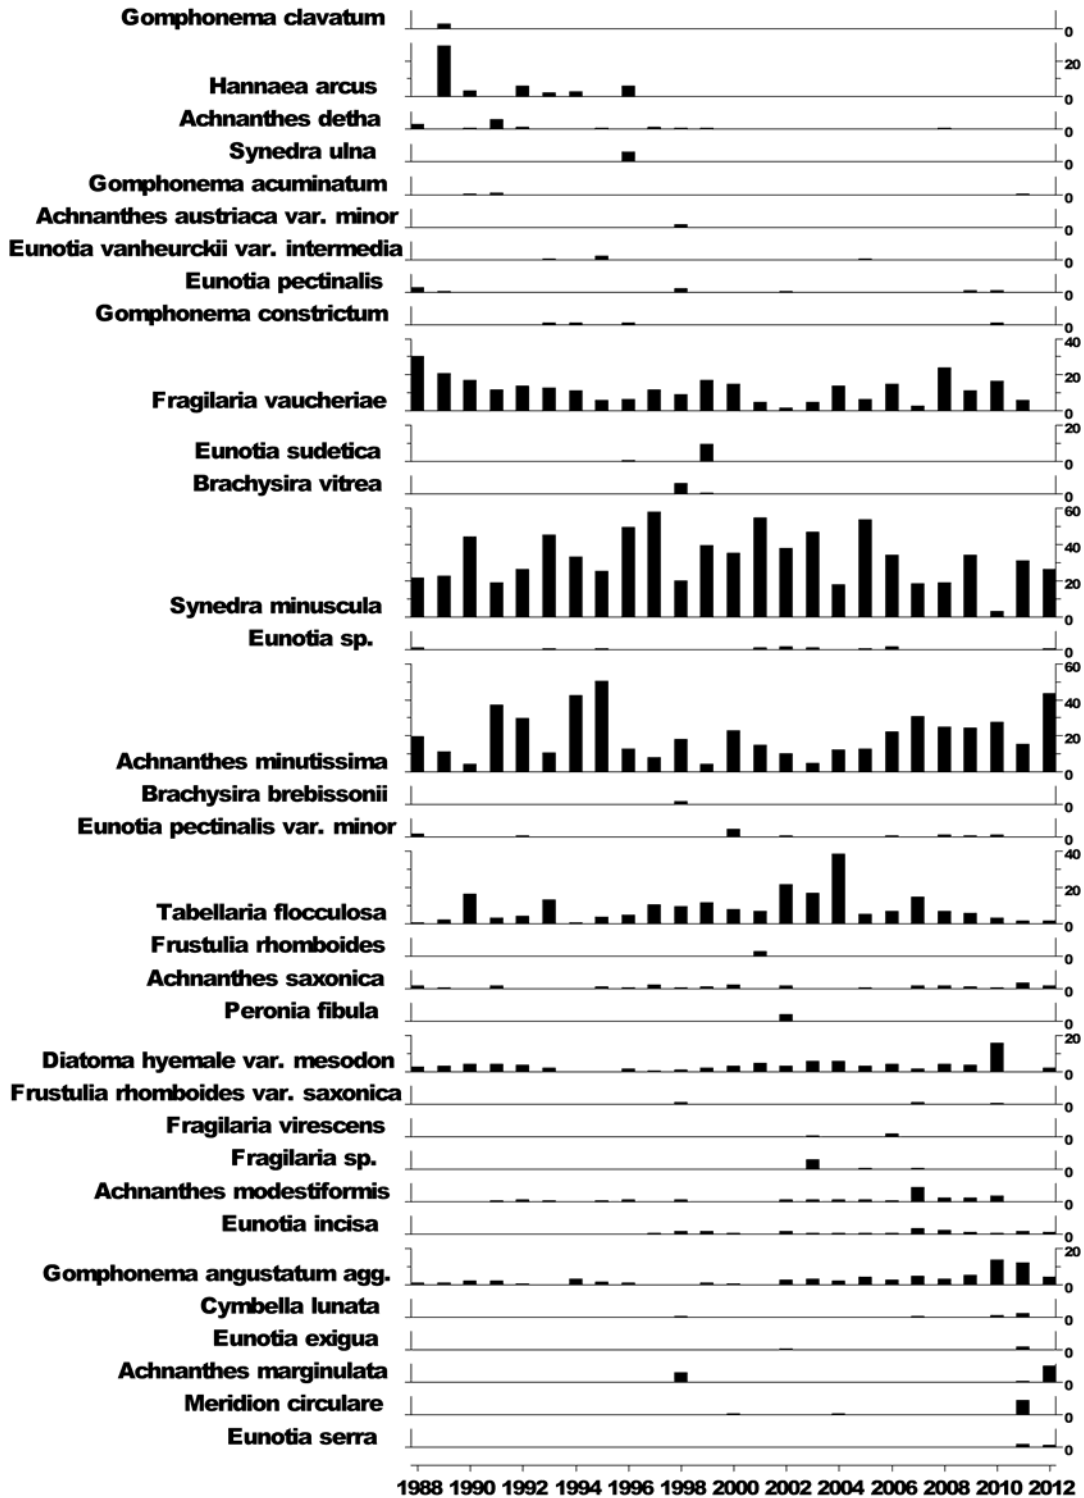 Gomphonema clavatum 0
20
Hannaea arcus 0
Achnanthes detha 0
Synedra ulna 0
Gomphonema acuminatum 0
Achnanthes austriaca var. minor 0
Eunotia vanheurckii var. intermedia 0
Eunotia pectinalis 0
Gomphonema constrictum 0
40
20
Fragilaria vaucheriae 0
20
Eunotia sudetica 0
Brachysira vitrea 0
60
40
20
Synedra minuscula 0
Eunotia sp. 0
60
40
20
Achnanthes minutissima 0
Brachysira brebissonii 0
Eunotia pectinalis var. minor 0
40
20
Tabellaria flocculosa 0
Frustulia rhomboides 0
Achnanthes saxonica 0
Peronia fibula 0
20
Diatoma hyemale var. mesodon 0
Frustulia rhomboides var. saxonica 0
Fragilaria virescens 0
Fragilaria sp. 0
Achnanthes modestiformis 0
Eunotia incisa 0
20
Gomphonema angustatum agg. 0
Cymbella lunata 0
Eunotia exigua 0
Achnanthes marginulata 0
Meridion circulare 0
Eunotia serra 0
1988 1990 1992 1994 1996 1998 2000 2002 2004 2006 2008 2010 2012